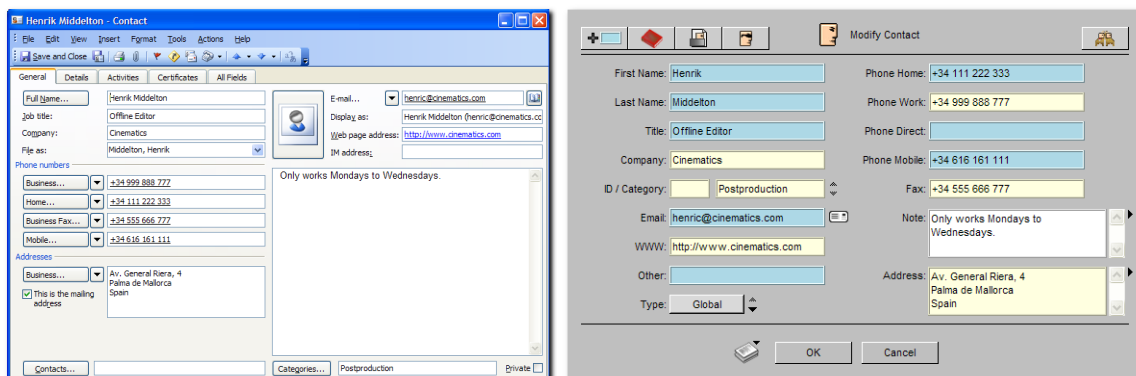 Henrik Middelton - Contact
File Edit View Insert Format Tools Actions Help
Save and Close
General Details Activities Certificates All Fields
Full Name... Henrik Middelton
Job title: Offline Editor
Company: Cinematics
File as: Middelton, Henrik
E-mail... henric@cinematics.com
Display as: Henrik Middelton (henric@cinematics.cc
Web page address: http://www.cinematics.com
IM address:
Phone numbers
Business... +34 999 888 777
Home... +34 111 222 333
Business Fax... +34 555 666 777
Mobile... +34 616 161 111
Addresses
Business... Av. General Riera, 4
Palma de Mallorca
Spain
This is the mailing
address
Only works Mondays to Wednesdays.
Contacts... Categories... Postproduction Private
Modify Contact
First Name: Henrik
Last Name: Middelton
Title: Offline Editor
Company: Cinematics
ID / Category: Postproduction
Email: henric@cinematics.com
WWW: http://www.cinematics.com
Other:
Type: Global
Phone Home: +34 111 222 333
Phone Work: +34 999 888 777
Phone Direct:
Phone Mobile: +34 616 161 111
Fax: +34 555 666 777
Note: Only works Mondays to
Wednesdays.
Address: Av. General Riera, 4
Palma de Mallorca
Spain
OK Cancel